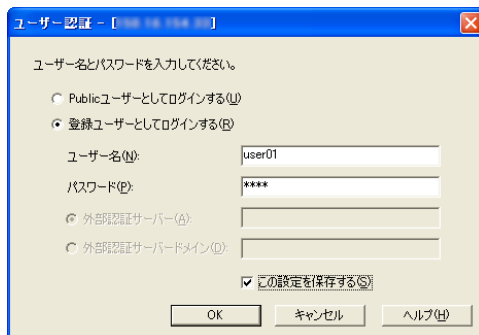 ユーザー認証 - [
ユーザー名とパスワードを入力してください。
Publicユーザーとしてログインする(U)
登録ユーザーとしてログインする(R)
ユーザー名(N): user01
パスワード(P): ****
外部認証サーバー(A):
外部認証サーバードメイン(D):
この設定を保存する(S)
OK キャンセル ヘルプ(H)